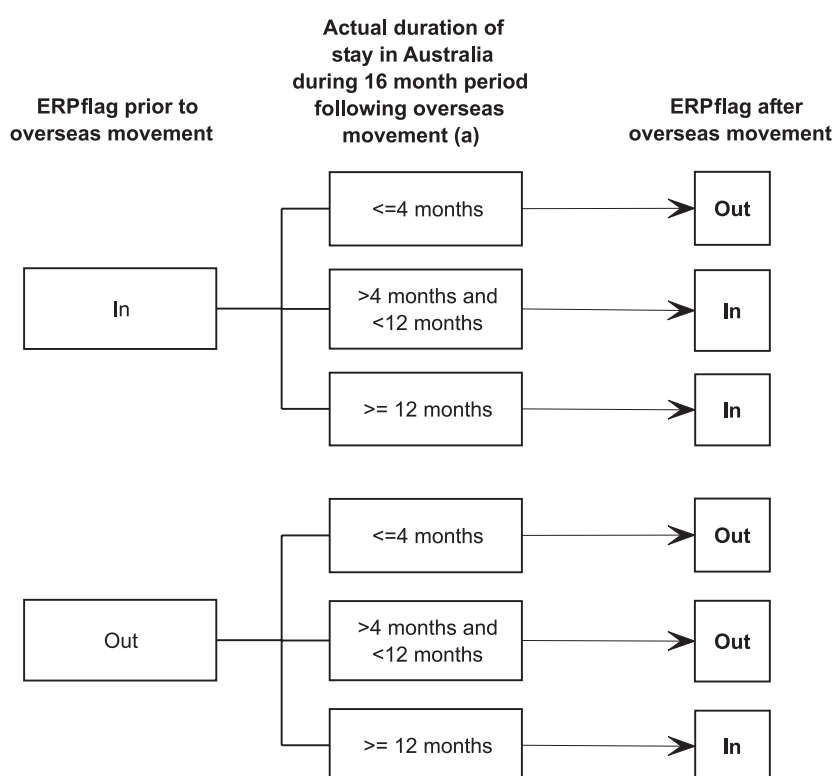 ERPflag prior to
overseas movement
Actual duration of
stay in Australia
during 16 month period
following overseas
movement (a)
ERPflag after
overseas movement
In
<=4 months
Out
>4 months and
<12 months
In
>= 12 months
In
Out
<=4 months
Out
>4 months and
<12 months
Out
>= 12 months
In